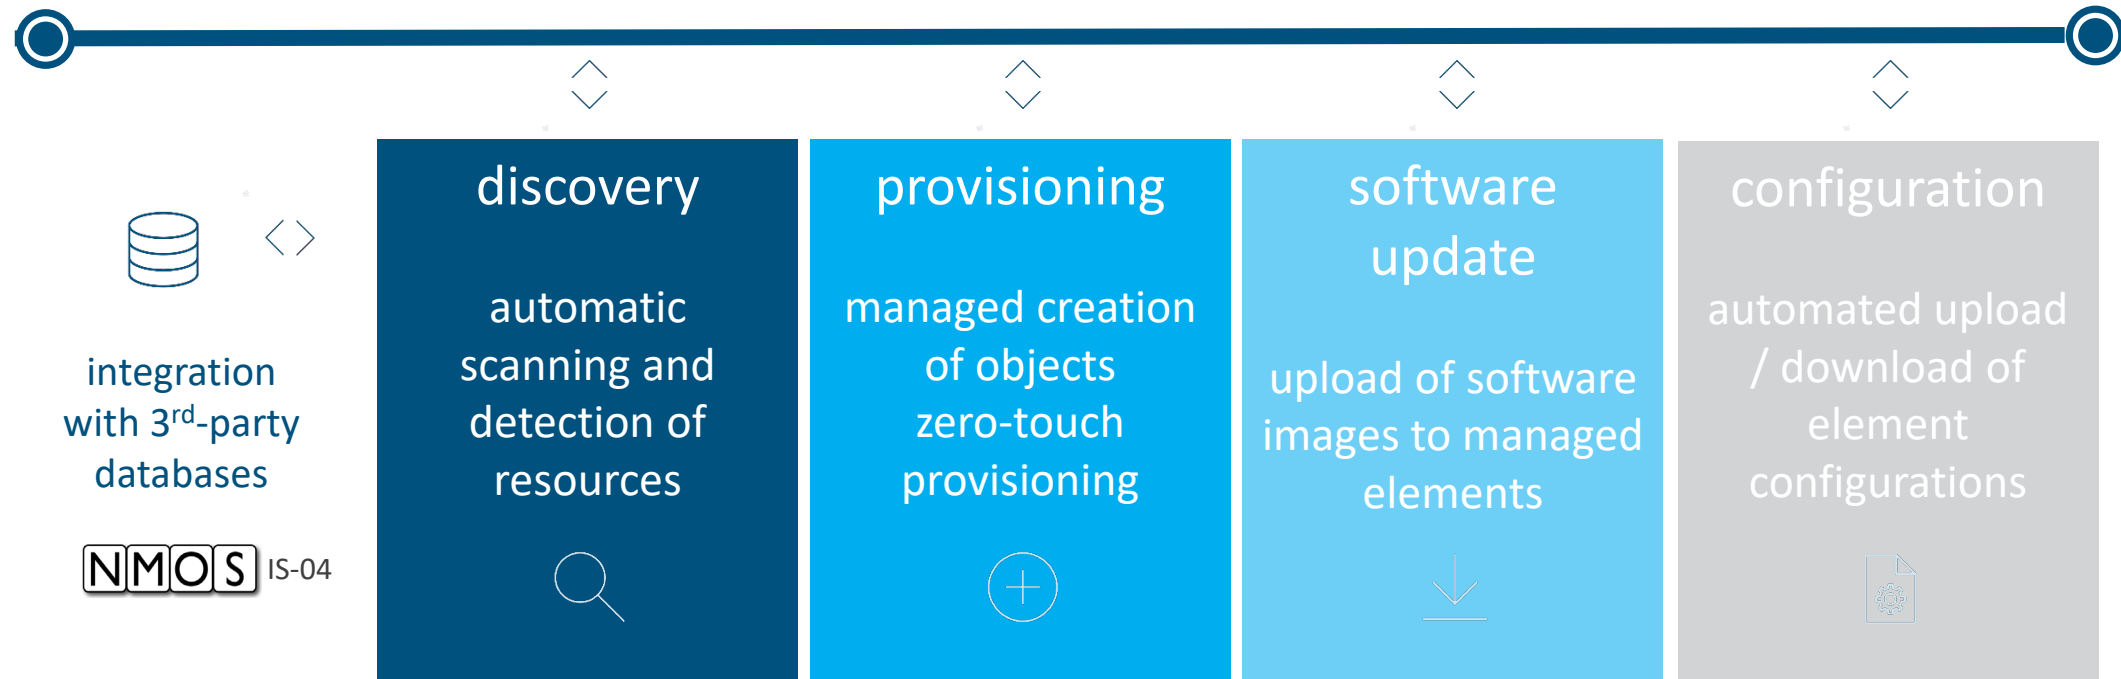 integration
with 3rd-party
databases
NMOS IS-04
discovery
automatic
scanning and
detection of
resources
provisioning
managed creation
of objects
zero-touch
provisioning
software
update
upload of software
images to managed
elements
configuration
automated upload
/ download of
element
configurations